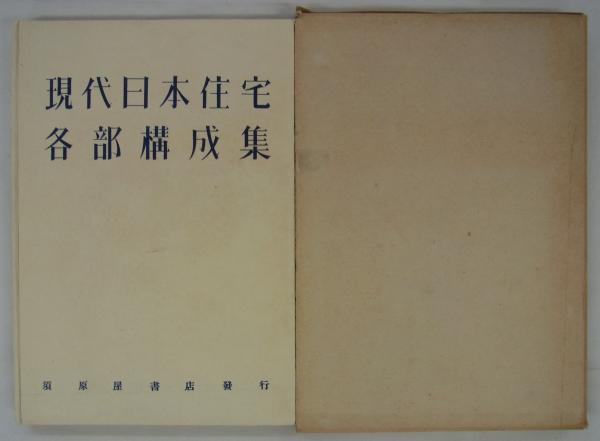 現代日本住宅
各部構成集
須原屋書店發行